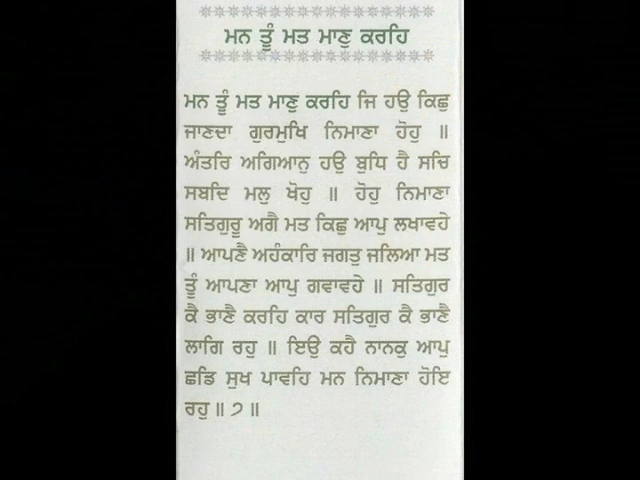 ਮਨ ਤੂੰ ਮਤ ਮਾਣੁ ਕਰਹਿ
ਮਨ ਤੂੰ ਮਤ ਮਾਣੁ ਕਰਹਿ ਜਿ ਹਉ ਕਿਛੁ
ਜਾਣਦਾ ਗੁਰਮੁਖਿ ਨਿਮਾਣਾ ਹੋਹੁ ॥
ਅੰਤਰਿ ਅਗਿਆਨੁ ਹਉ ਬੁਧਿ ਹੈ ਸਚਿ
ਸਬਦਿ ਮਲੁ ਖੋਹੁ ॥ ਹੋਹੁ ਨਿਮਾਣਾ
ਸਤਿਗੁਰੂ ਅਗੈ ਮਤ ਕਿਛੁ ਆਪੁ ਲਖਾਵਹੇ
॥ ਆਪਣੈ ਅਹੰਕਾਰਿ ਜਗਤੁ ਜਲਿਆ ਮਤ
ਤੂੰ ਆਪਣਾ ਆਪੁ ਗਵਾਵਹੇ ॥ ਸਤਿਗੁਰ
ਕੈ ਭਾਣੈ ਕਰਹਿ ਕਾਰ ਸਤਿਗੁਰ ਕੈ ਭਾਣੈ
ਲਾਗਿ ਰਹੁ ॥ ਇਉ ਕਹੈ ਨਾਨਕੁ ਆਪੁ
ਛਡਿ ਸੁਖ ਪਾਵਹਿ ਮਨ ਨਿਮਾਣਾ ਹੋਇ
ਰਹੁ ॥ ੭ ॥